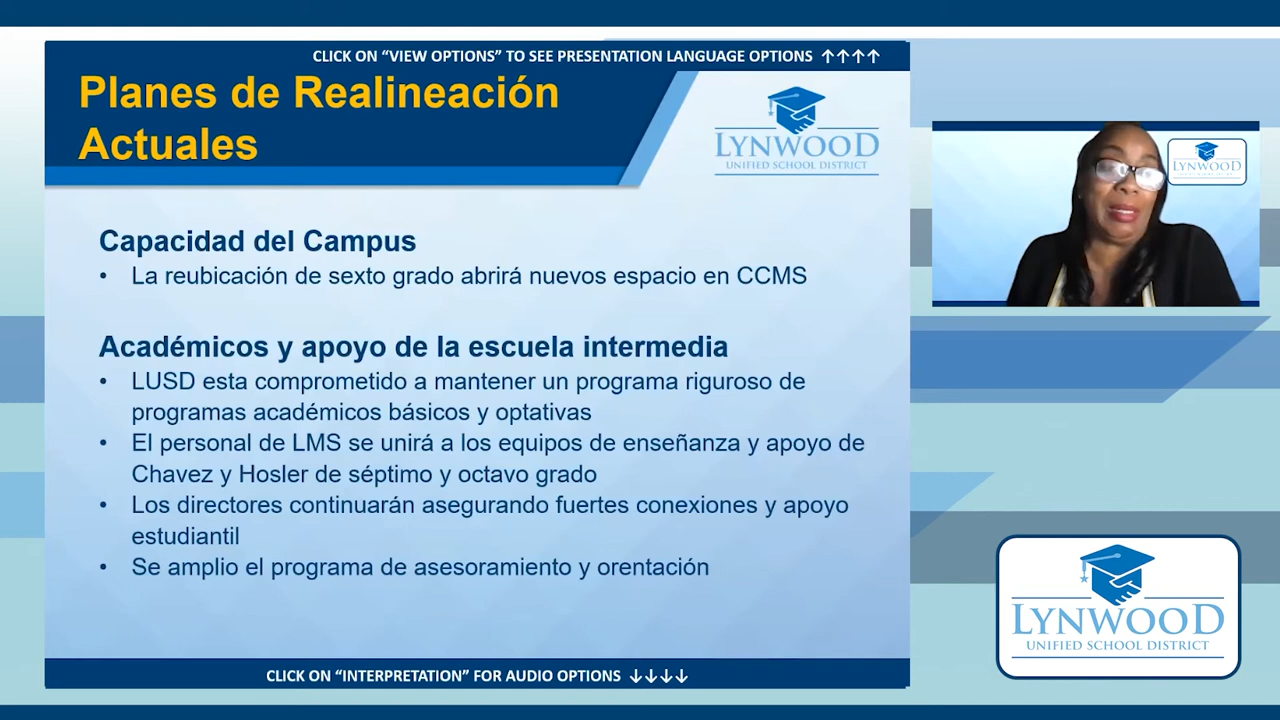 CLICK ON “VIEW OPTIONS” TO SEE PRESENTATION LANGUAGE OPTIONS ↑↑↑↑
Planes de Realineación
Actuales
LYNWOOD
UNIFIED SCHOOL DISTRICT
LYNWOOD
Capacidad del Campus
• La reubicación de sexto grado abrirá nuevos espacio en CCMS
Académicos y apoyo de la escuela intermedia
• LUSD esta comprometido a mantener un programa riguroso de
programas académicos básicos y optativas
• El personal de LMS se unirá a los equipos de enseñanza y apoyo de
Chavez y Hosler de séptimo y octavo grado
• Los directores continuarán asegurando fuertes conexiones y apoyo
estudiantil
• Se amplio el programa de asesoramiento y orentación
LYNWOOD
UNIFIED SCHOOL DISTRICT
CLICK ON “INTERPRETATION” FOR AUDIO OPTIONS ↓↓↓↓